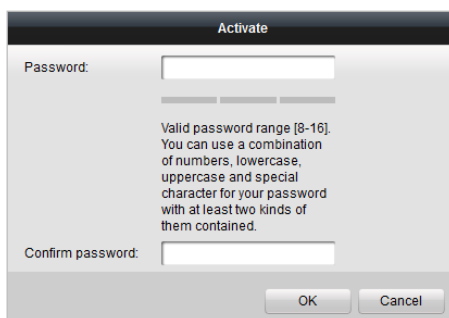 Activate
Password:
Valid password range [8-16].
You can use a combination
of numbers, lowercase,
uppercase and special
character for your password
with at least two kinds of
them contained.
Confirm password:
OK
Cancel